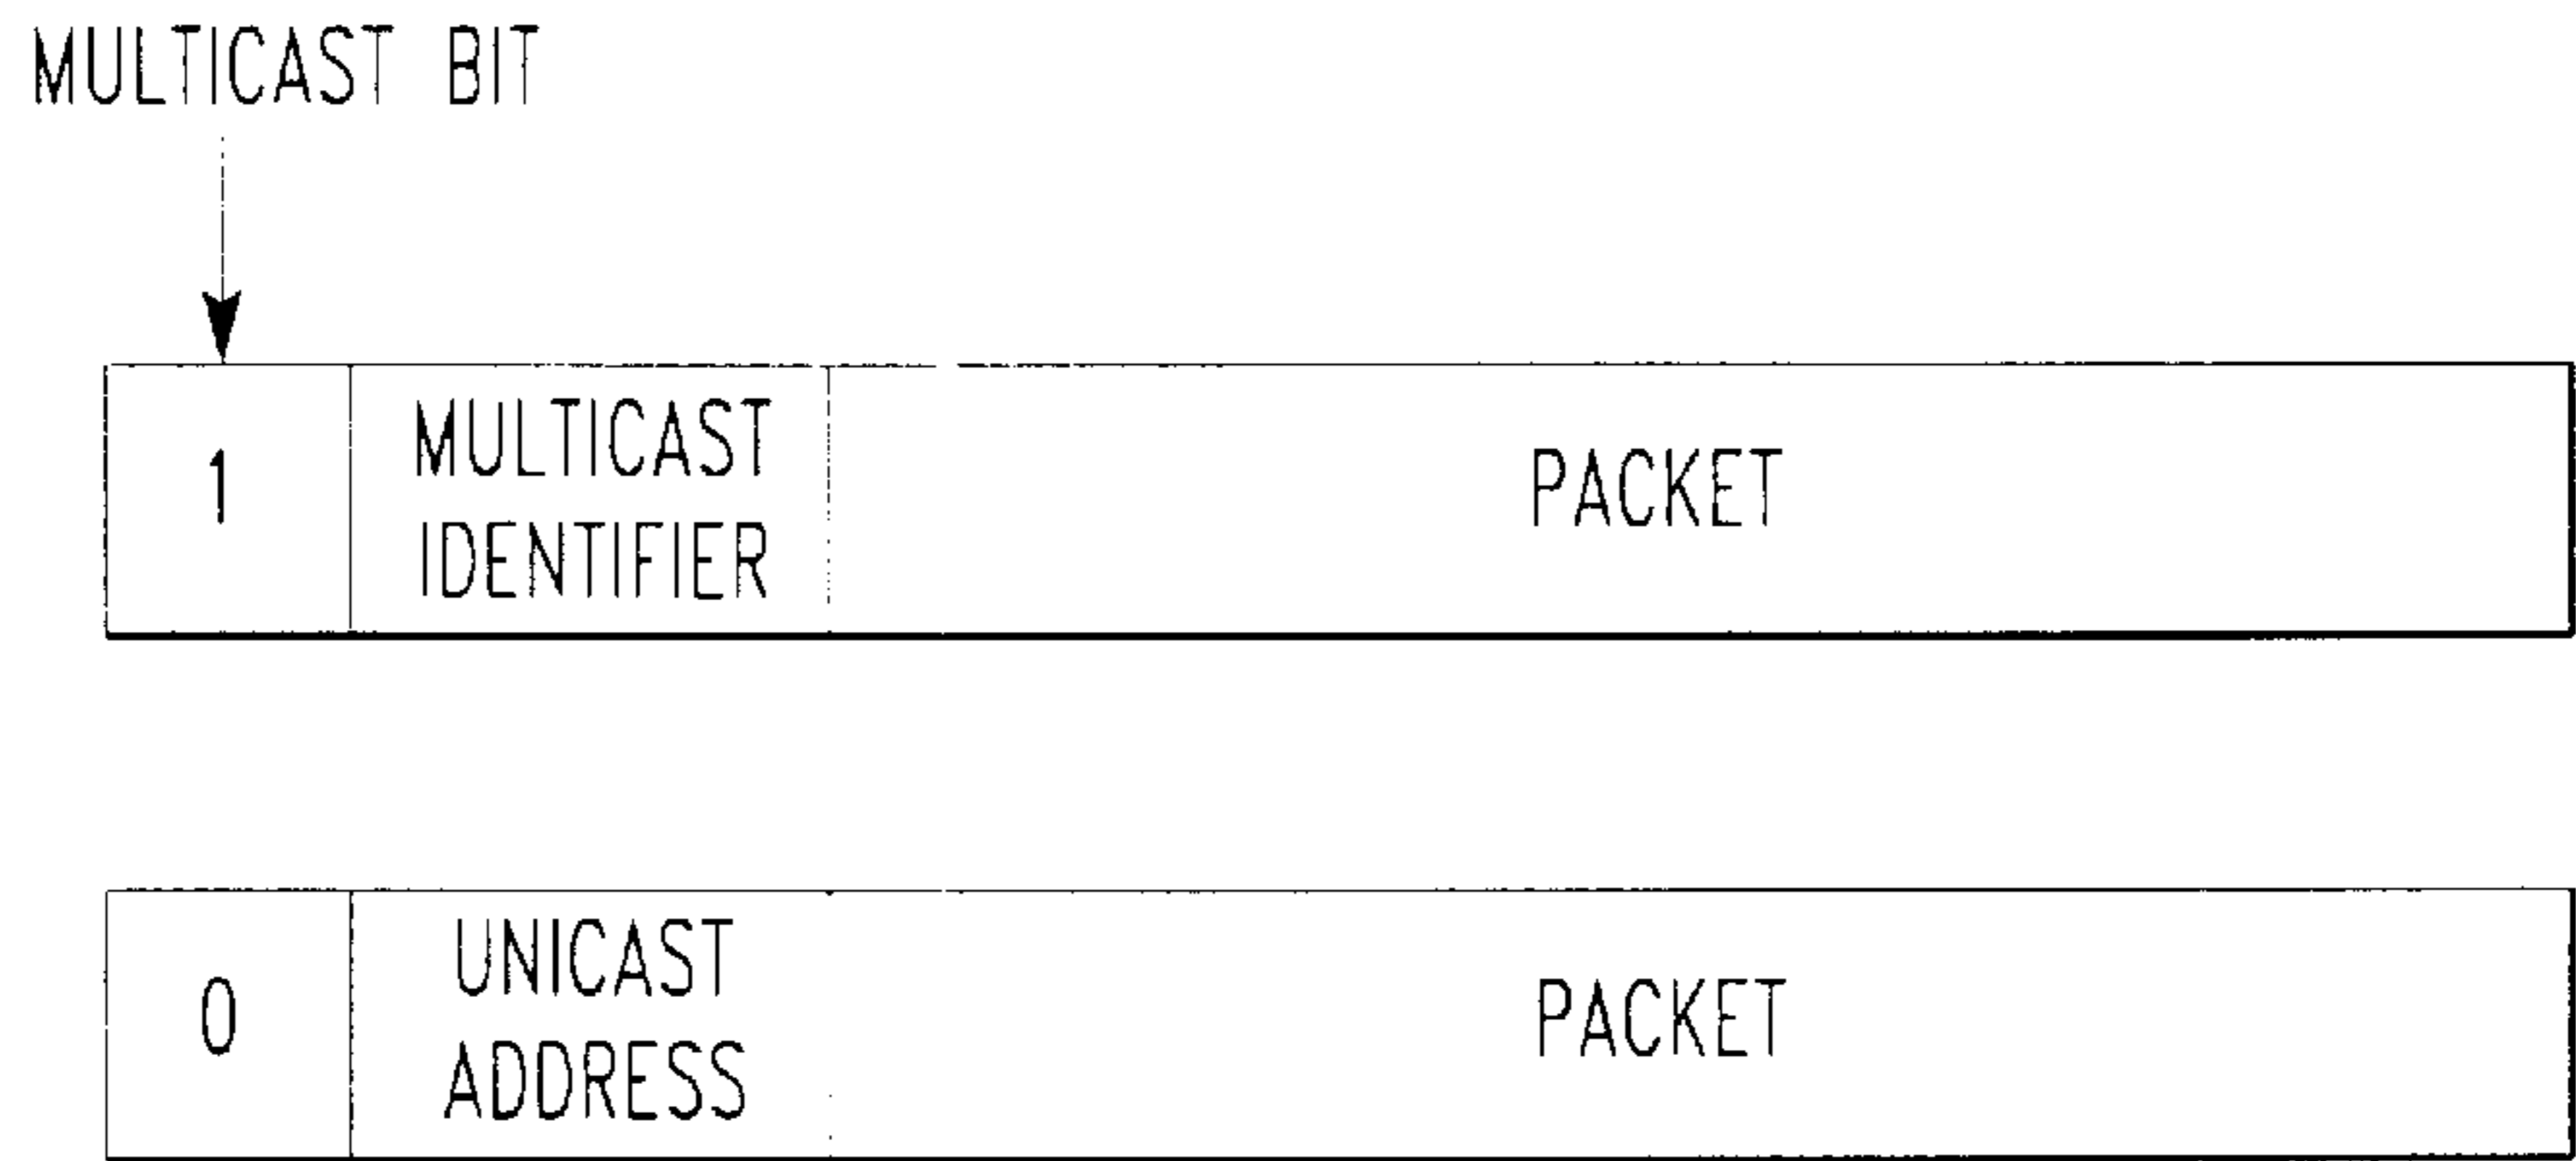 MULTICAST BIT
1
MULTICAST
IDENTIFIER
PACKET
0
UNICAST
ADDRESS
PACKET